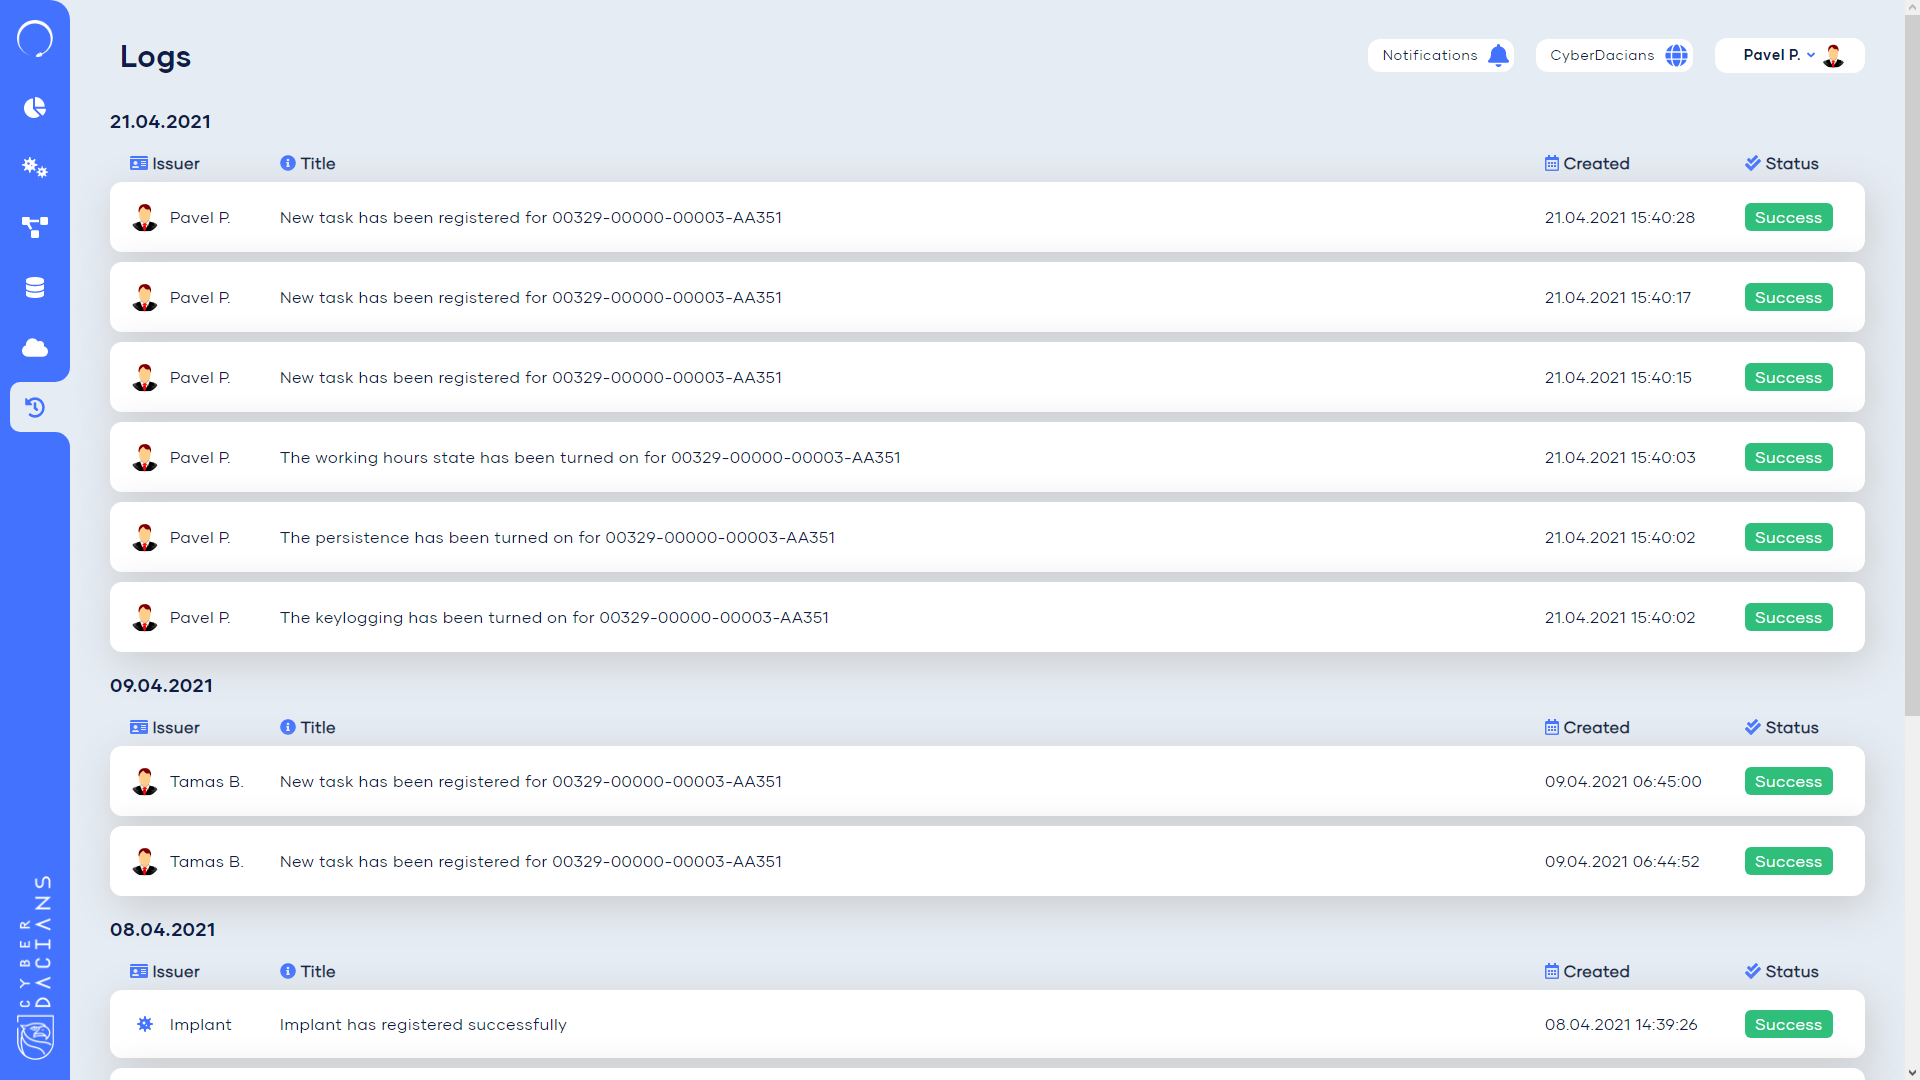 Logs
Notifications
CyberDacians
Pavel P.
21.04.2021
Issuer Title Created Status
Pavel P. New task has been registered for 00329-00000-00003-AA351 21.04.2021 15:40:28 Success
Pavel P. New task has been registered for 00329-00000-00003-AA351 21.04.2021 15:40:17 Success
Pavel P. New task has been registered for 00329-00000-00003-AA351 21.04.2021 15:40:15 Success
Pavel P. The working hours state has been turned on for 00329-00000-00003-AA351 21.04.2021 15:40:03 Success
Pavel P. The persistence has been turned on for 00329-00000-00003-AA351 21.04.2021 15:40:02 Success
Pavel P. The keylogging has been turned on for 00329-00000-00003-AA351 21.04.2021 15:40:02 Success
09.04.2021
Issuer Title Created Status
Tamas B. New task has been registered for 00329-00000-00003-AA351 09.04.2021 06:45:00 Success
Tamas B. New task has been registered for 00329-00000-00003-AA351 09.04.2021 06:44:52 Success
08.04.2021
Issuer Title Created Status
Implant Implant has registered successfully 08.04.2021 14:39:26 Success
CYBER
DACIANS